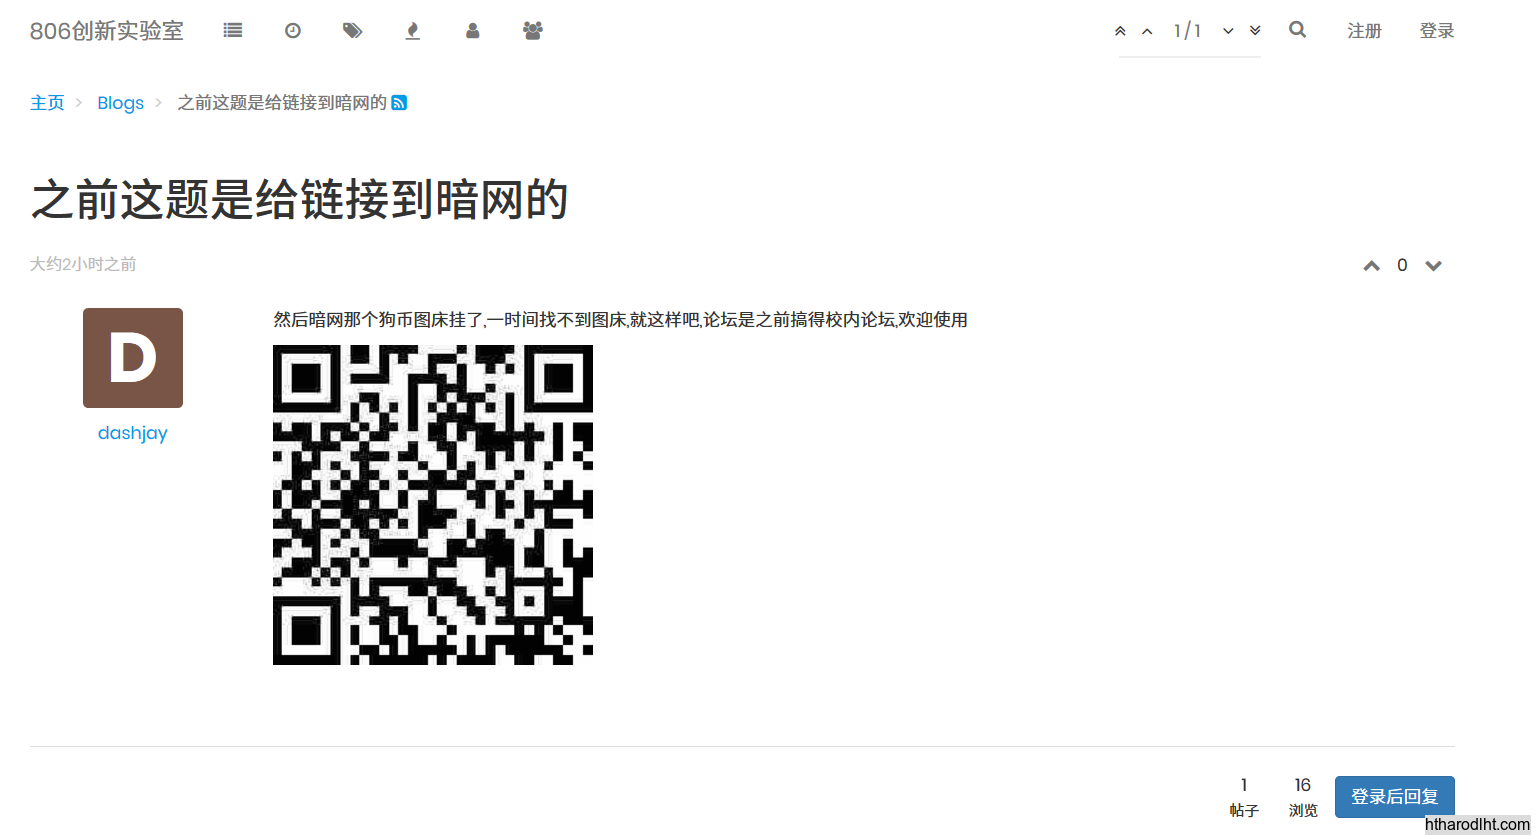 806创新实验室 1 / 1 注册 登录
主页 Blogs 之前这题是给链接到暗网的
之前这题是给链接到暗网的
大约2小时之前 0
D
dashjay
然后暗网那个狗币图床挂了,一时间找不到图床,就这样吧,论坛是之前搞得校内论坛,欢迎使用
1 16
帖子 浏览 登录后回复
htharodlht.com